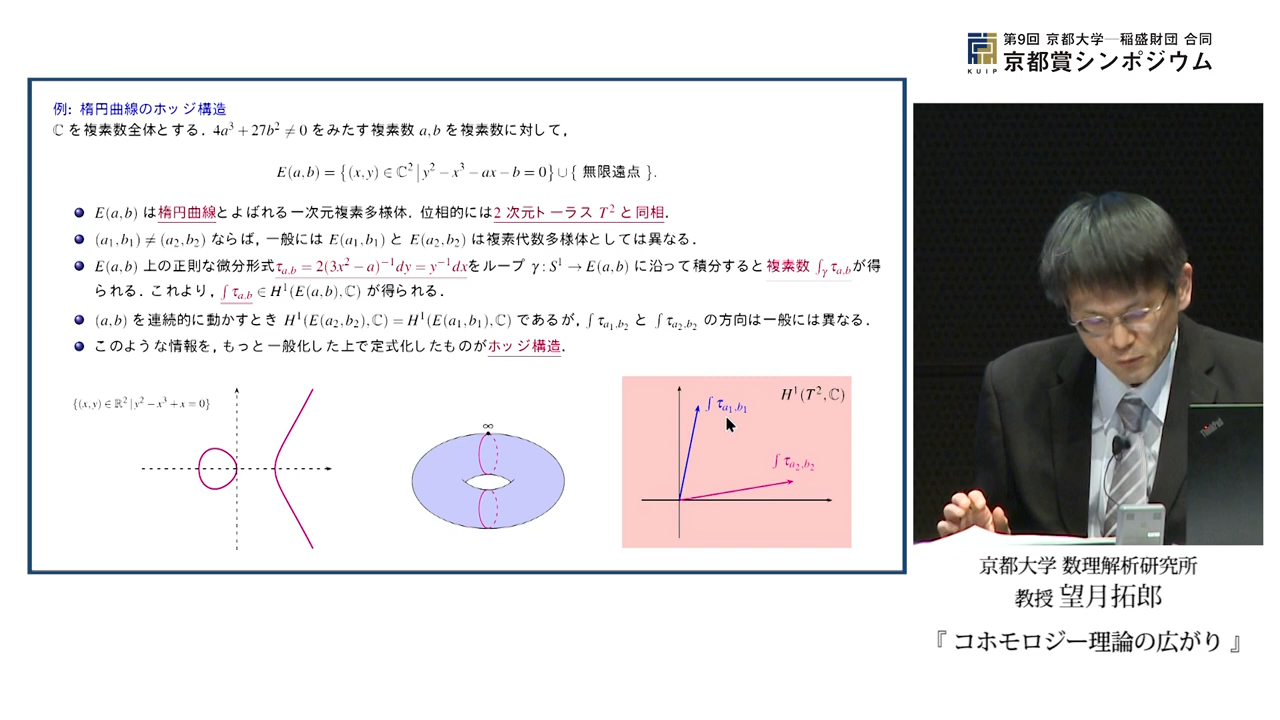 第9回 京都大学―稲盛財団 合同
京都賞シンポジウム
KUIP
例: 楕円曲線のホッジ構造
ℂ を複素数全体とする. 4a³ + 27b² ≠ 0 をみたす複素数 a, b を複素数に対して,
E(a,b) = {(x,y) ∈ ℂ² | y² − x³ − ax − b = 0} ∪ { 無限遠点 }.
E(a,b) は楕円曲線とよばれる一次元複素多様体. 位相的には2 次元トーラス T² と同相.
(a₁,b₁) ≠ (a₂,b₂) ならば, 一般には E(a₁,b₁) と E(a₂,b₂) は複素代数多様体としては異なる.
E(a,b) 上の正則な微分形式τ_{a,b} = 2(3x² − a)⁻¹dy = y⁻¹dxをループ γ : S¹ → E(a,b) に沿って積分すると複素数 ∫_γ τ_{a,b}が得
られる. これより, ∫ τ_{a,b} ∈ H¹(E(a,b),ℂ) が得られる.
(a,b) を連続的に動かすとき H¹(E(a₂,b₂),ℂ) = H¹(E(a₁,b₁),ℂ) であるが, ∫ τ_{a₁,b₂} と ∫ τ_{a₂,b₂} の方向は一般には異なる.
このような情報を, もっと一般化した上で定式化したものがホッジ構造.
{(x,y) ∈ ℝ² | y² − x³ + x = 0}
∞
H¹(T²,ℂ)
∫ τ_{a₁,b₁}
∫ τ_{a₂,b₂}
ThinkPad
京都大学 数理解析研究所
教授 望月拓郎
『 コホモロジー理論の広がり 』